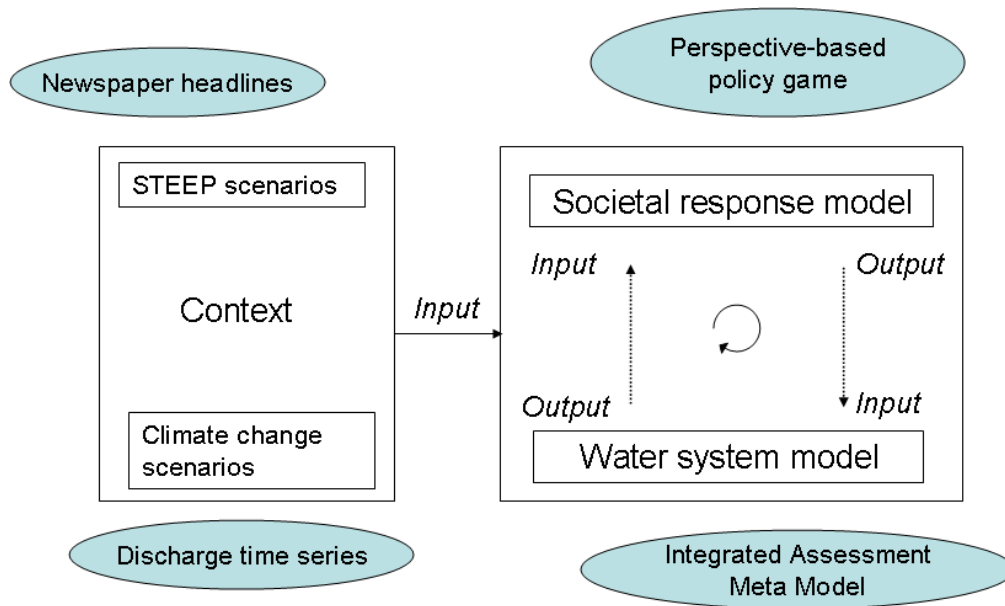 Newspaper headlines
Perspective-based
policy game
STEEP scenarios
Context
Climate change
scenarios
Input
Societal response model
Input
Output
Output
Input
Water system model
Discharge time series
Integrated Assessment
Meta Model